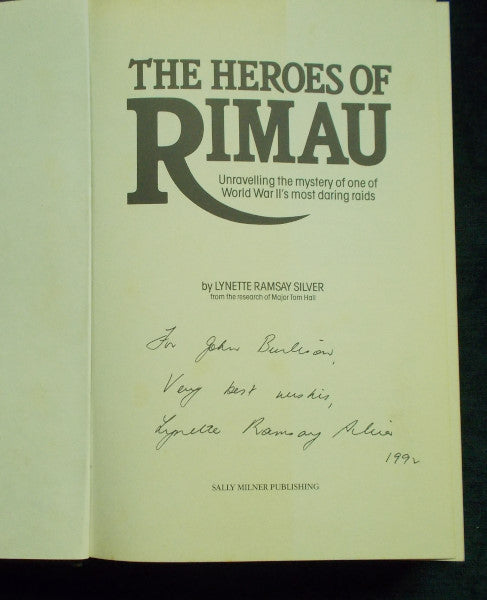 THE HEROES OF
RIMAU
Unravelling the mystery of one of
World War II's most daring raids
by LYNETTE RAMSAY SILVER
from the research of Major Tom Hall
For John Burlison,
Very best wishes,
Lynette Ramsay Silver
1992
SALLY MILNER PUBLISHING